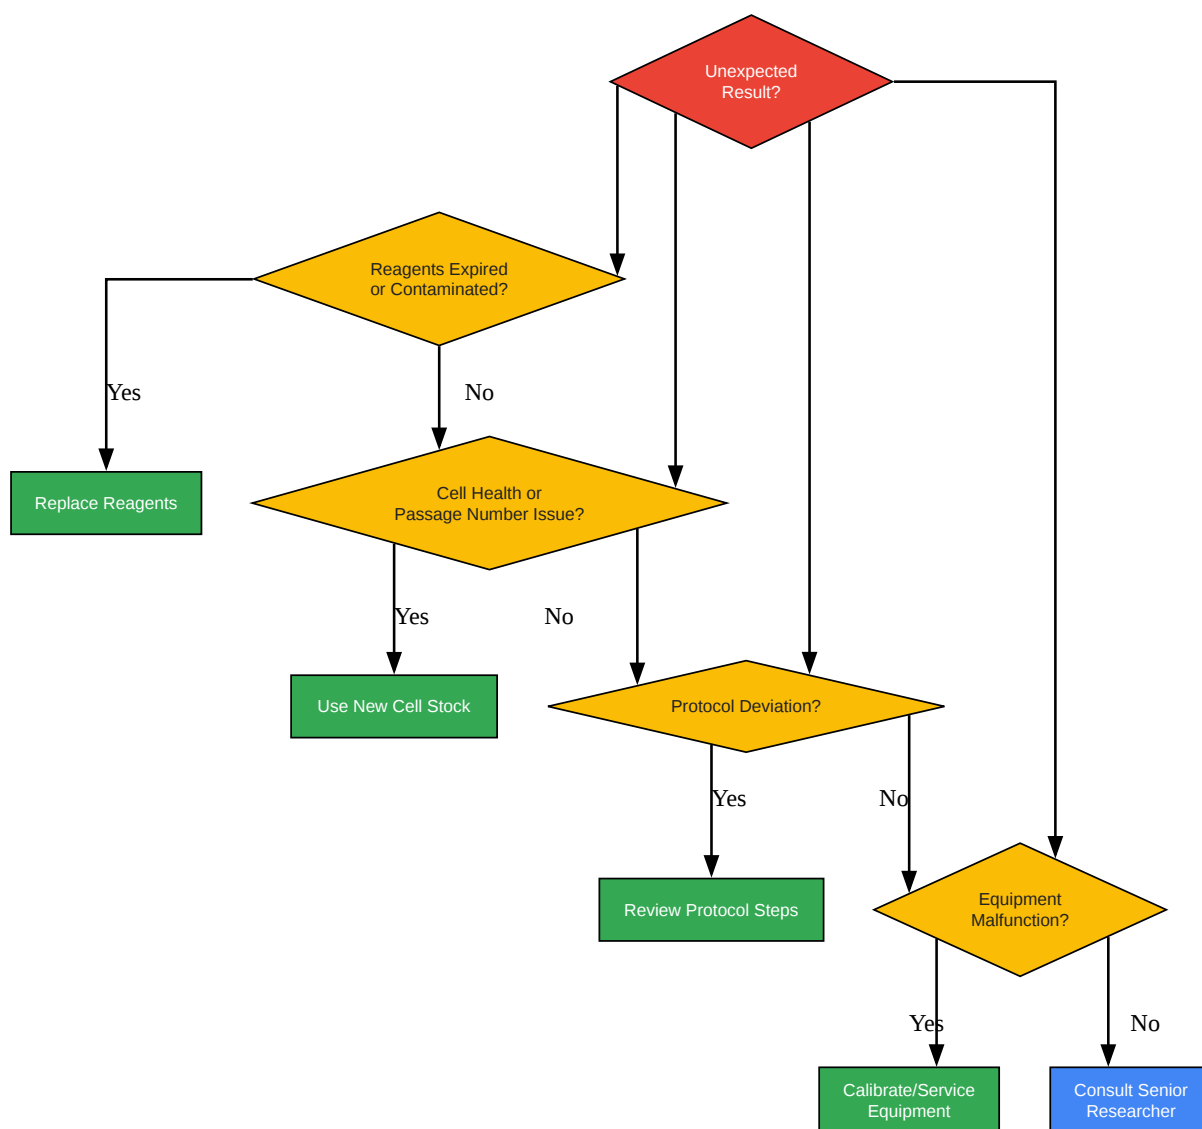 Unexpected
Result?
Reagents Expired
or Contaminated?
Yes
No
Replace Reagents
Cell Health or
Passage Number Issue?
Yes
No
Use New Cell Stock
Protocol Deviation?
Yes
No
Review Protocol Steps
Equipment
Malfunction?
Yes
No
Calibrate/Service
Equipment
Consult Senior
Researcher